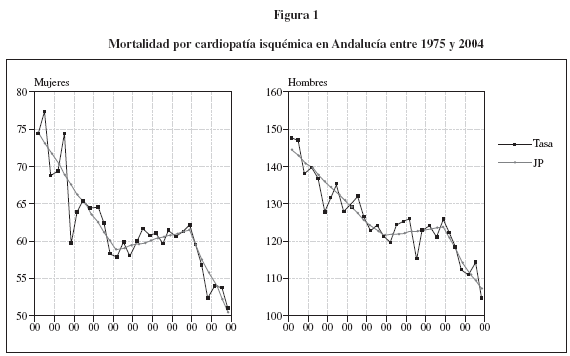 Figura 1
Mortalidad por cardiopatía isquémica en Andalucía entre 1975 y 2004
Mujeres
80
75
70
65
60
55
50
00 00 00 00 00 00 00 00 00 00 00
Hombres
160
150
140
130
120
110
100
00 00 00 00 00 00 00 00 00 00 00
Tasa
JP